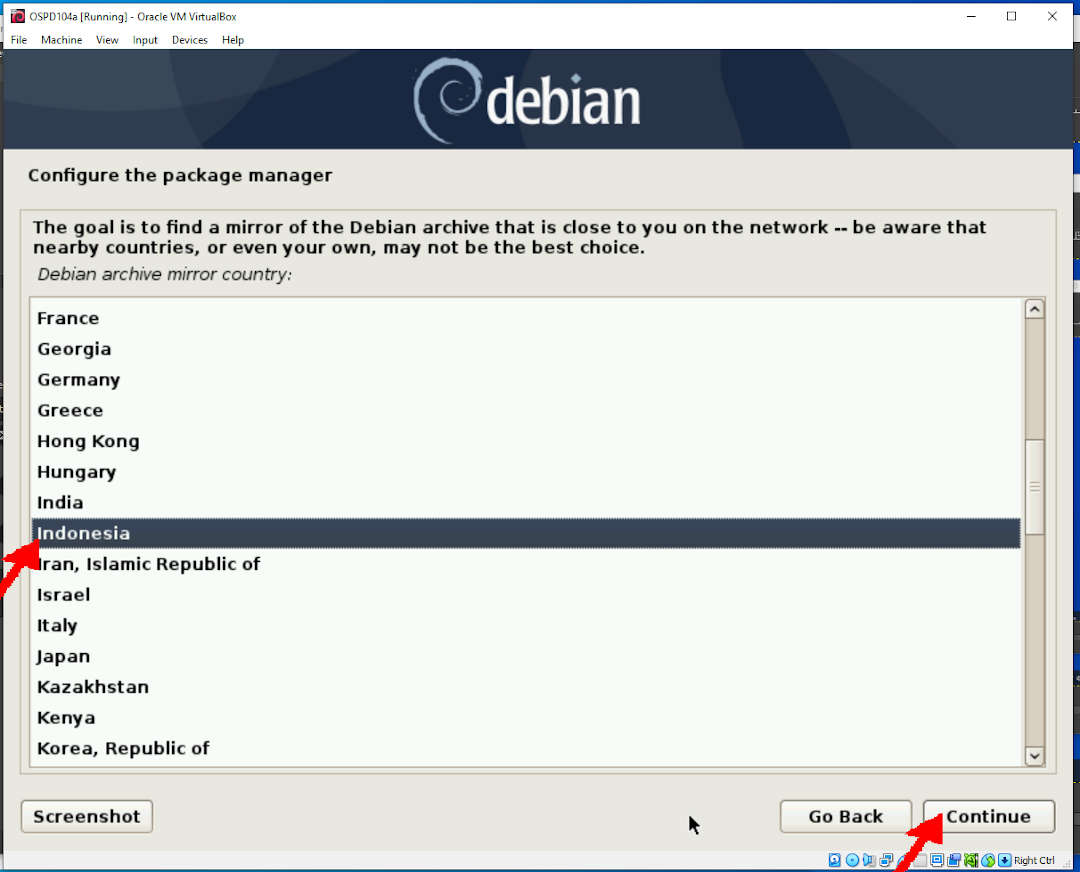 OSPD104a [Running] - Oracle VM VirtualBox
File Machine View Input Devices Help
debian
Configure the package manager
The goal is to find a mirror of the Debian archive that is close to you on the network -- be aware that
nearby countries, or even your own, may not be the best choice.
Debian archive mirror country:
France
Georgia
Germany
Greece
Hong Kong
Hungary
India
Indonesia
Iran, Islamic Republic of
Israel
Italy
Japan
Kazakhstan
Kenya
Korea, Republic of
Screenshot Go Back Continue
Right Ctrl